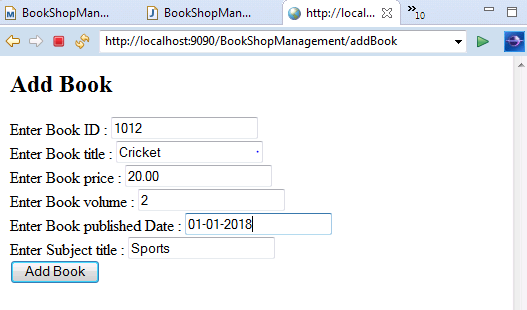 BookShopMan...
BookShopMan...
http://local...
»10
http://localhost:9090/BookShopManagement/addBook
Add Book
Enter Book ID : 1012
Enter Book title : Cricket
Enter Book price : 20.00
Enter Book volume : 2
Enter Book published Date : 01-01-2018
Enter Subject title : Sports
Add Book